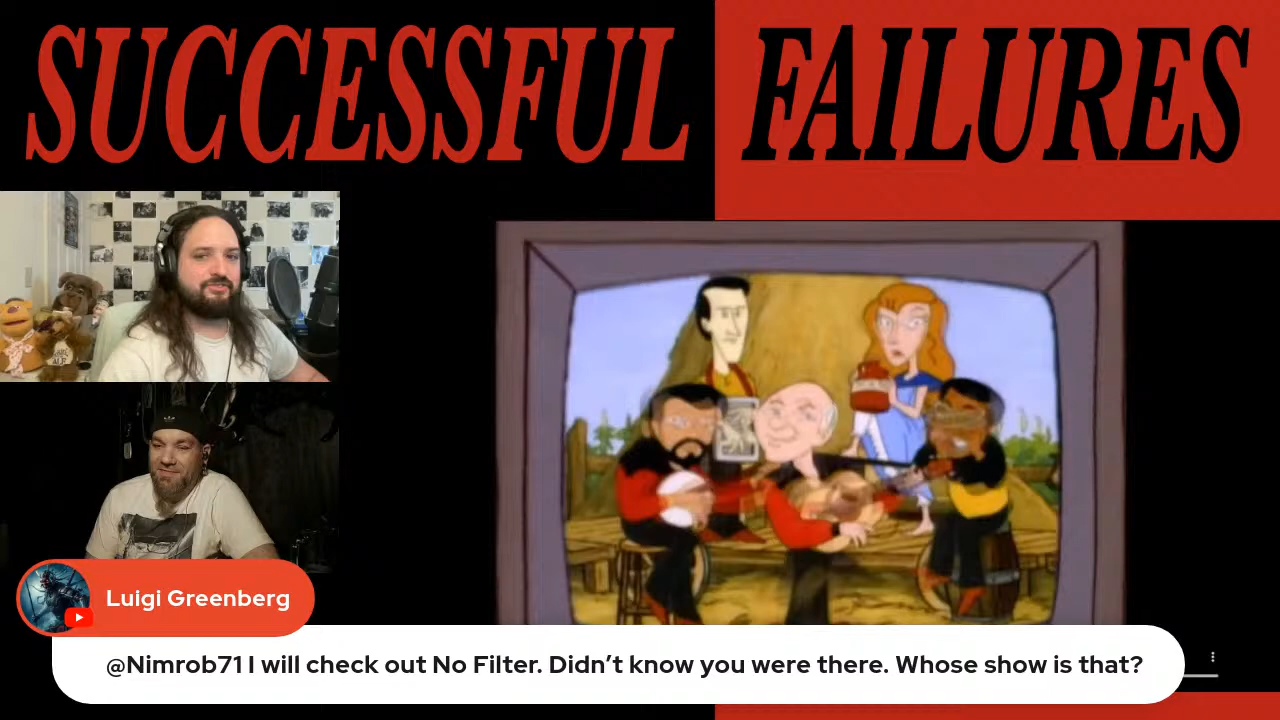 SUCCESSFUL FAILURES
Luigi Greenberg
@Nimrob71 I will check out No Filter. Didn’t know you were there. Whose show is that?